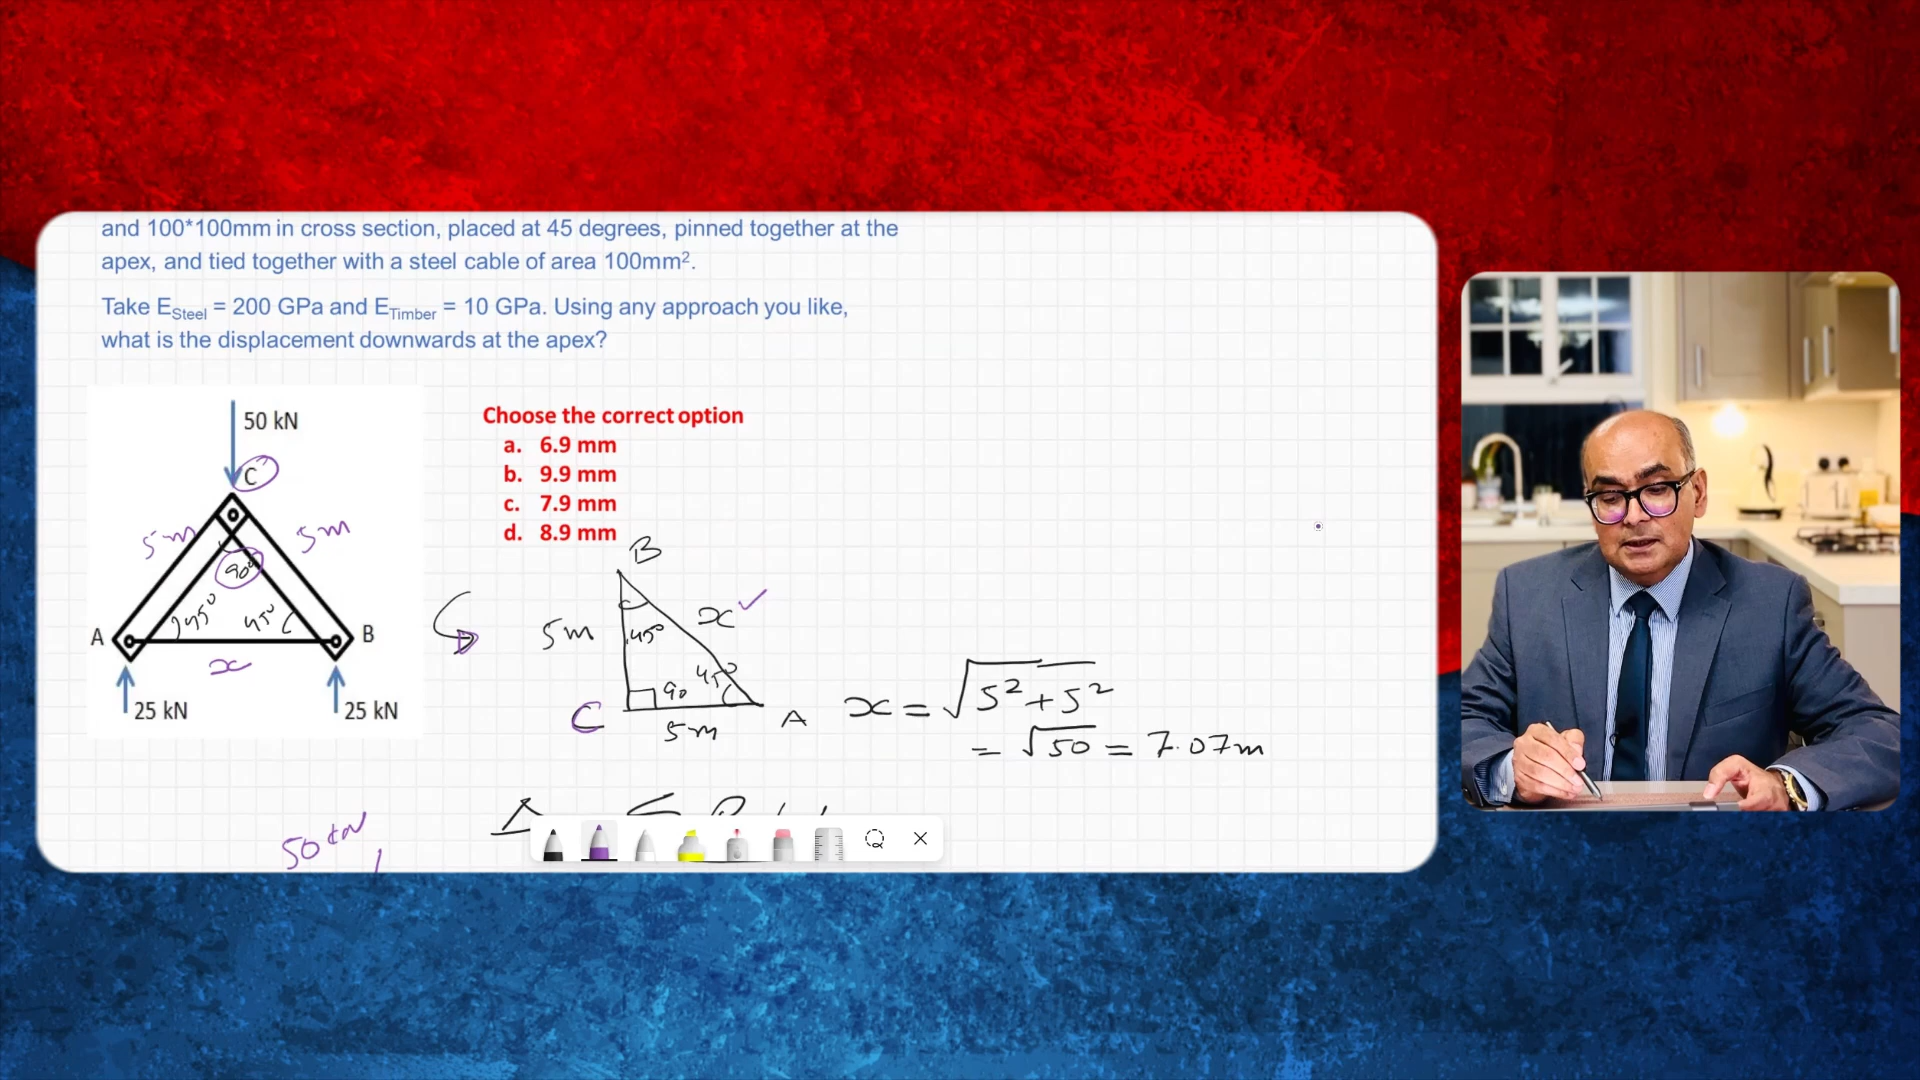 and 100*100mm in cross section, placed at 45 degrees, pinned together at the
apex, and tied together with a steel cable of area 100mm².
Take ESteel = 200 GPa and ETimber = 10 GPa. Using any approach you like,
what is the displacement downwards at the apex?
50 kN
C
5m
5m
90°
45°
45°
A
B
x
25 kN
25 kN
Choose the correct option
a. 6.9 mm
b. 9.9 mm
c. 7.9 mm
d. 8.9 mm
B
5m
45°
x ✓
90
45°
C
5m
A
x = √5²+5²
= √50 = 7.07m
50 kN